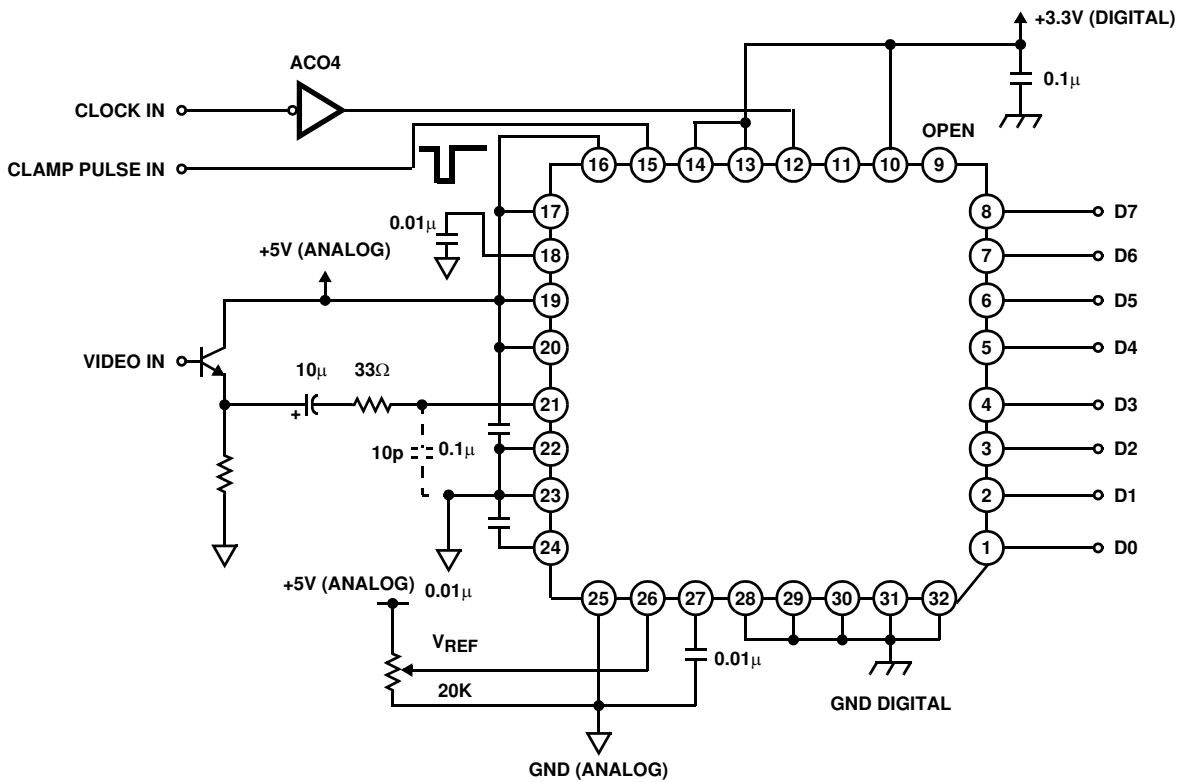 +3.3V (DIGITAL)
ACO4
0.1μ
CLOCK IN
OPEN
CLAMP PULSE IN
16
15
14
13
12
11
10
9
17
8
D7
0.01μ
18
7
D6
+5V (ANALOG)
19
6
D5
20
5
D4
VIDEO IN
10μ
33Ω
+
21
4
D3
10p
0.1μ
22
3
D2
23
2
D1
24
1
D0
+5V (ANALOG)
0.01μ
25
26
27
28
29
30
31
32
VREF
0.01μ
20K
GND DIGITAL
GND (ANALOG)